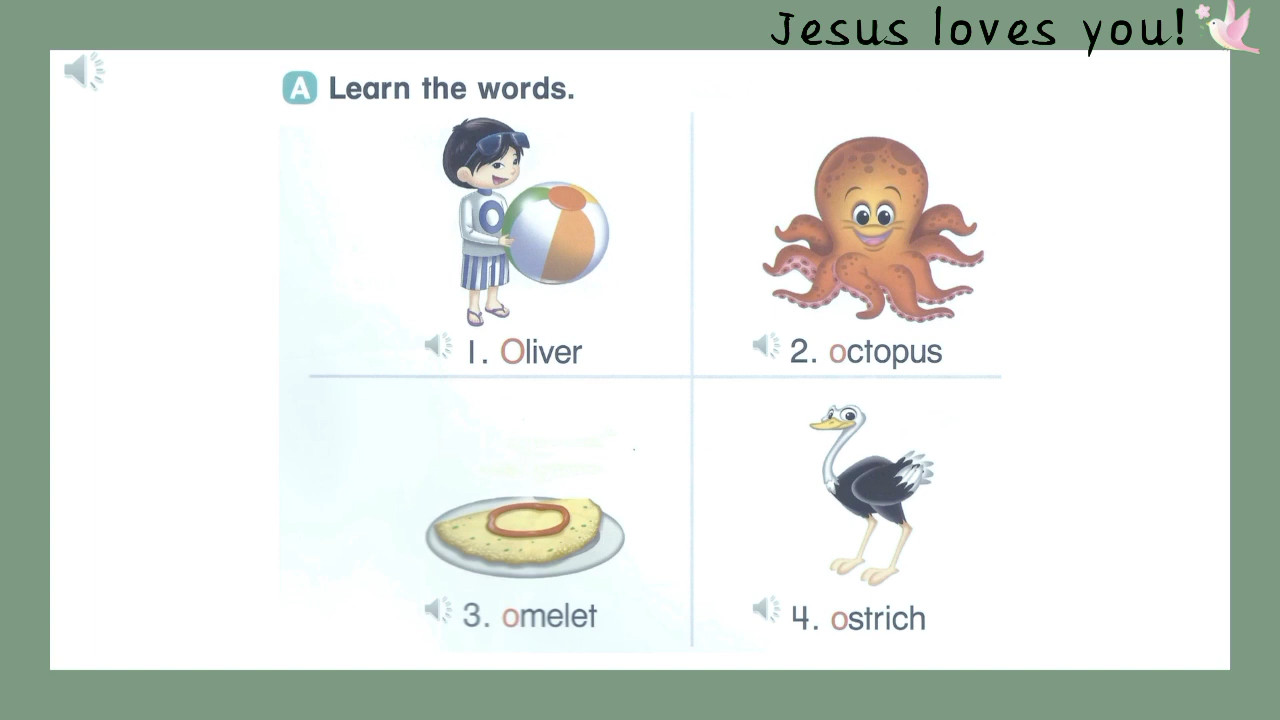 Jesus loves you!
A Learn the words.
O
1. Oliver
2. octopus
3. omelet
4. ostrich